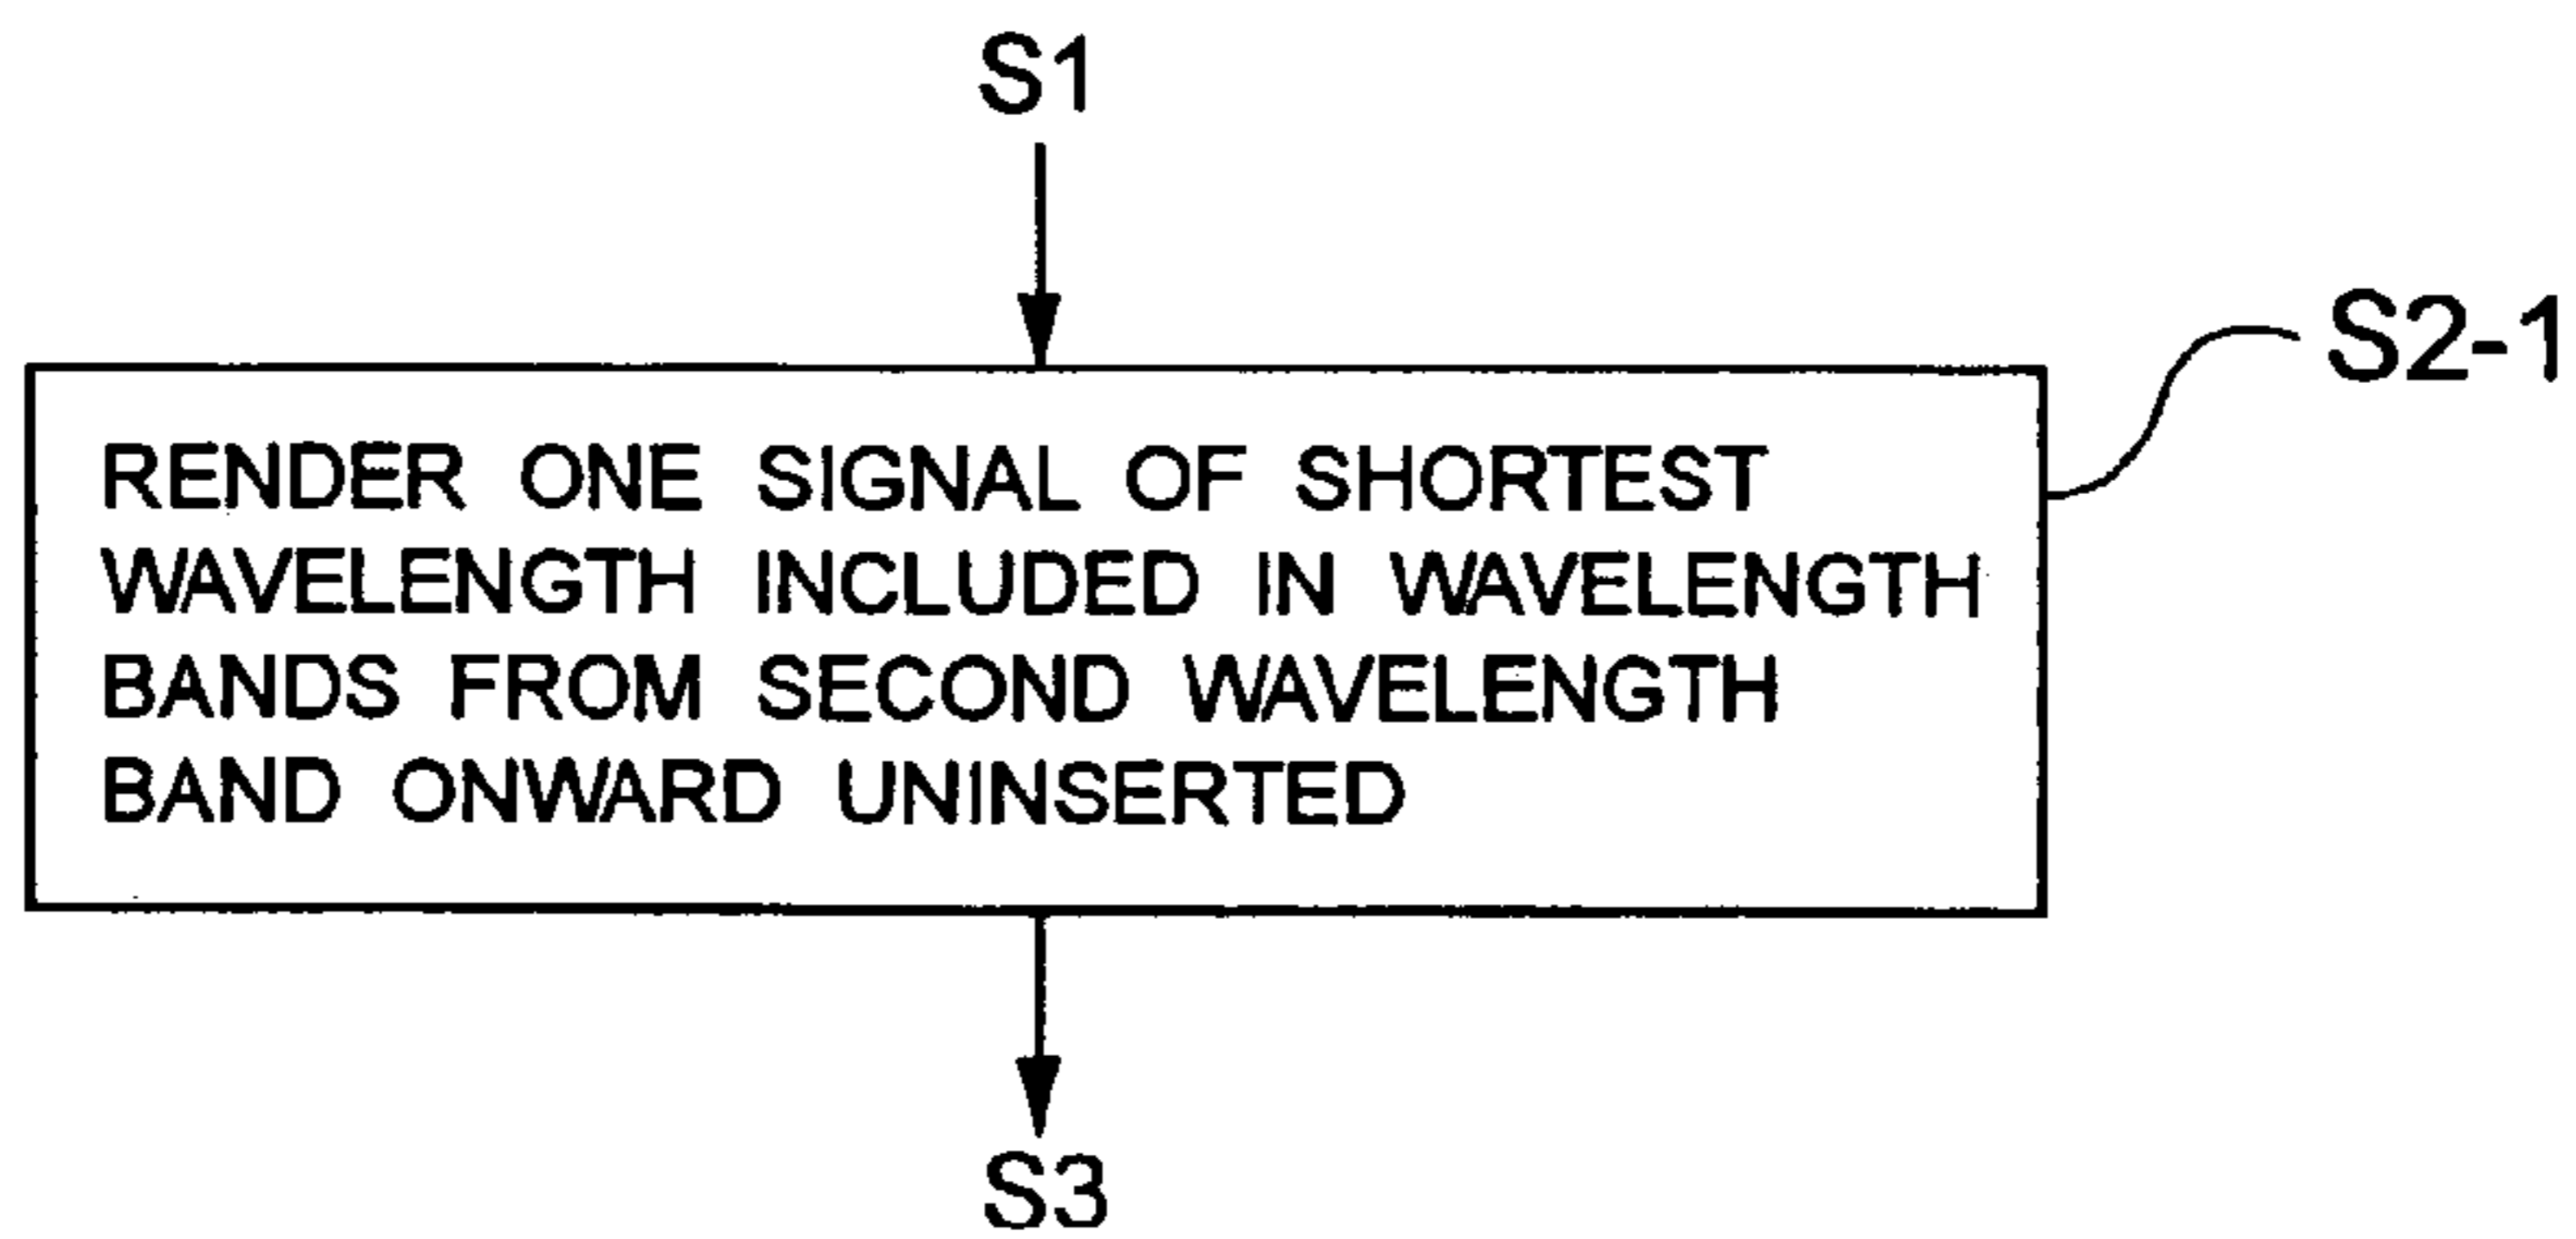 S1
S2-1
RENDER ONE SIGNAL OF SHORTEST
WAVELENGTH INCLUDED IN WAVELENGTH
BANDS FROM SECOND WAVELENGTH
BAND ONWARD UNINSERTED
S3